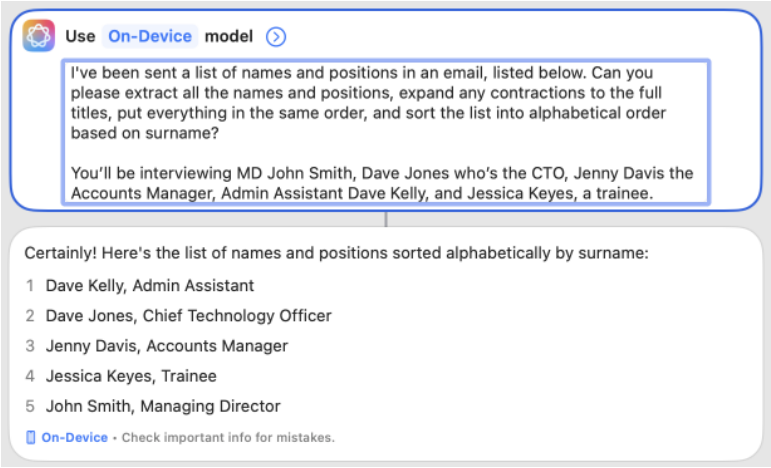 Use On-Device model
I've been sent a list of names and positions in an email, listed below. Can you
please extract all the names and positions, expand any contractions to the full
titles, put everything in the same order, and sort the list into alphabetical order
based on surname?
You’ll be interviewing MD John Smith, Dave Jones who’s the CTO, Jenny Davis the
Accounts Manager, Admin Assistant Dave Kelly, and Jessica Keyes, a trainee.
Certainly! Here's the list of names and positions sorted alphabetically by surname:
1 Dave Kelly, Admin Assistant
2 Dave Jones, Chief Technology Officer
3 Jenny Davis, Accounts Manager
4 Jessica Keyes, Trainee
5 John Smith, Managing Director
On-Device • Check important info for mistakes.